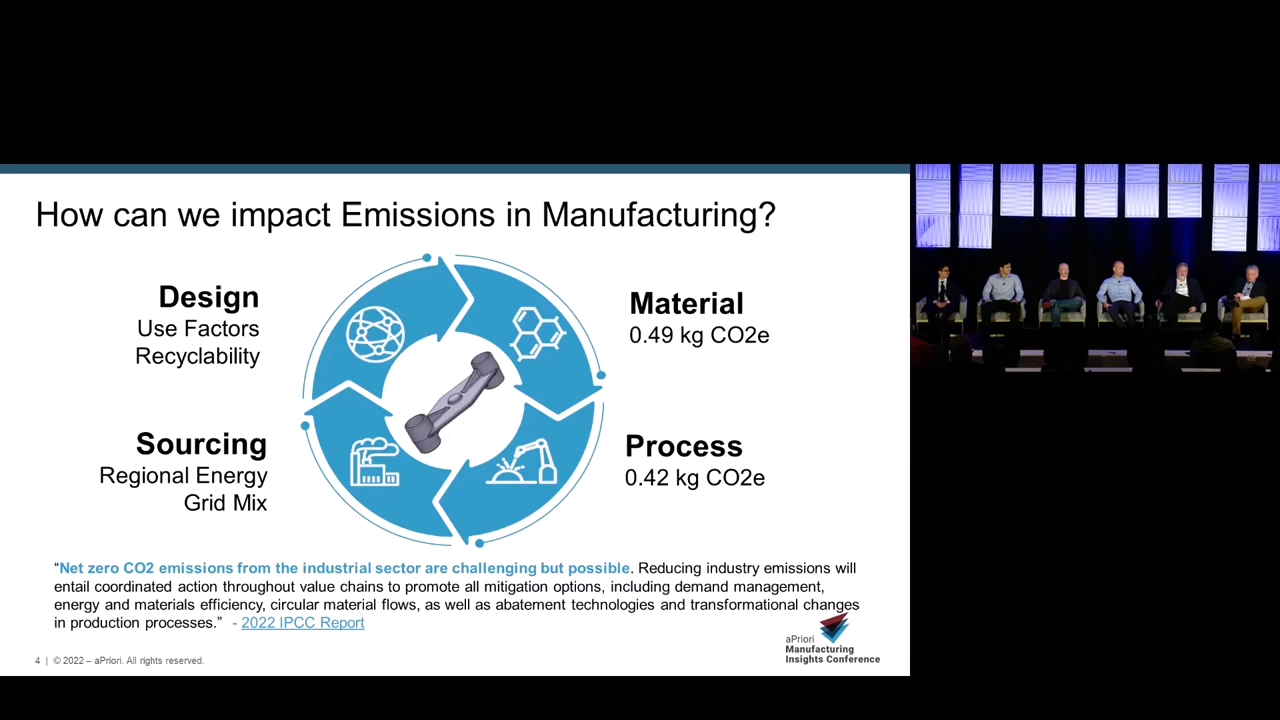 How can we impact Emissions in Manufacturing?
Design
Use Factors
Recyclability
Material
0.49 kg CO2e
Sourcing
Regional Energy
Grid Mix
Process
0.42 kg CO2e
“Net zero CO2 emissions from the industrial sector are challenging but possible. Reducing industry emissions will
entail coordinated action throughout value chains to promote all mitigation options, including demand management,
energy and materials efficiency, circular material flows, as well as abatement technologies and transformational changes
in production processes.” - 2022 IPCC Report
4 | © 2022 – aPriori. All rights reserved.
aPriori
Manufacturing
Insights Conference